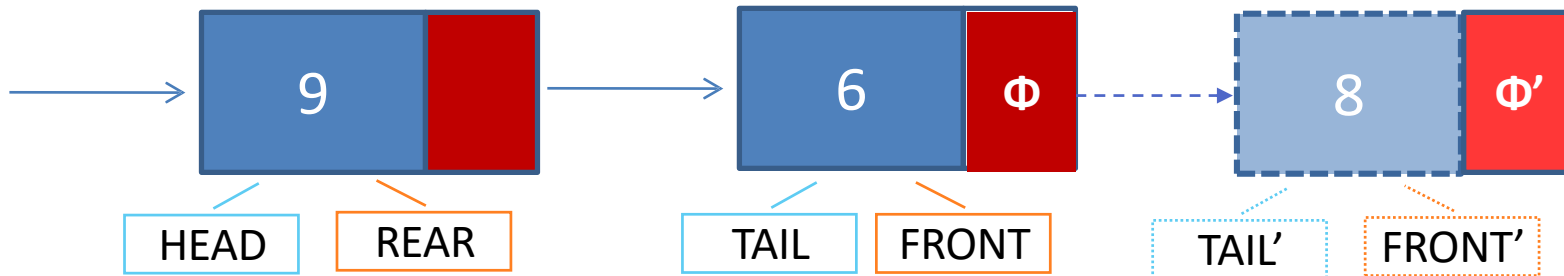 9
6 Φ
8 Φ’
HEAD REAR
TAIL FRONT
TAIL’ FRONT’